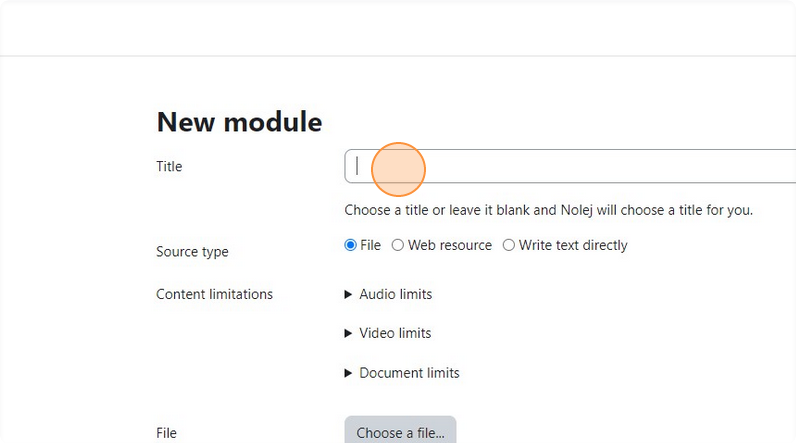 New module
Title
Choose a title or leave it blank and Nolej will choose a title for you.
Source type
File Web resource Write text directly
Content limitations
Audio limits
Video limits
Document limits
File
Choose a file...